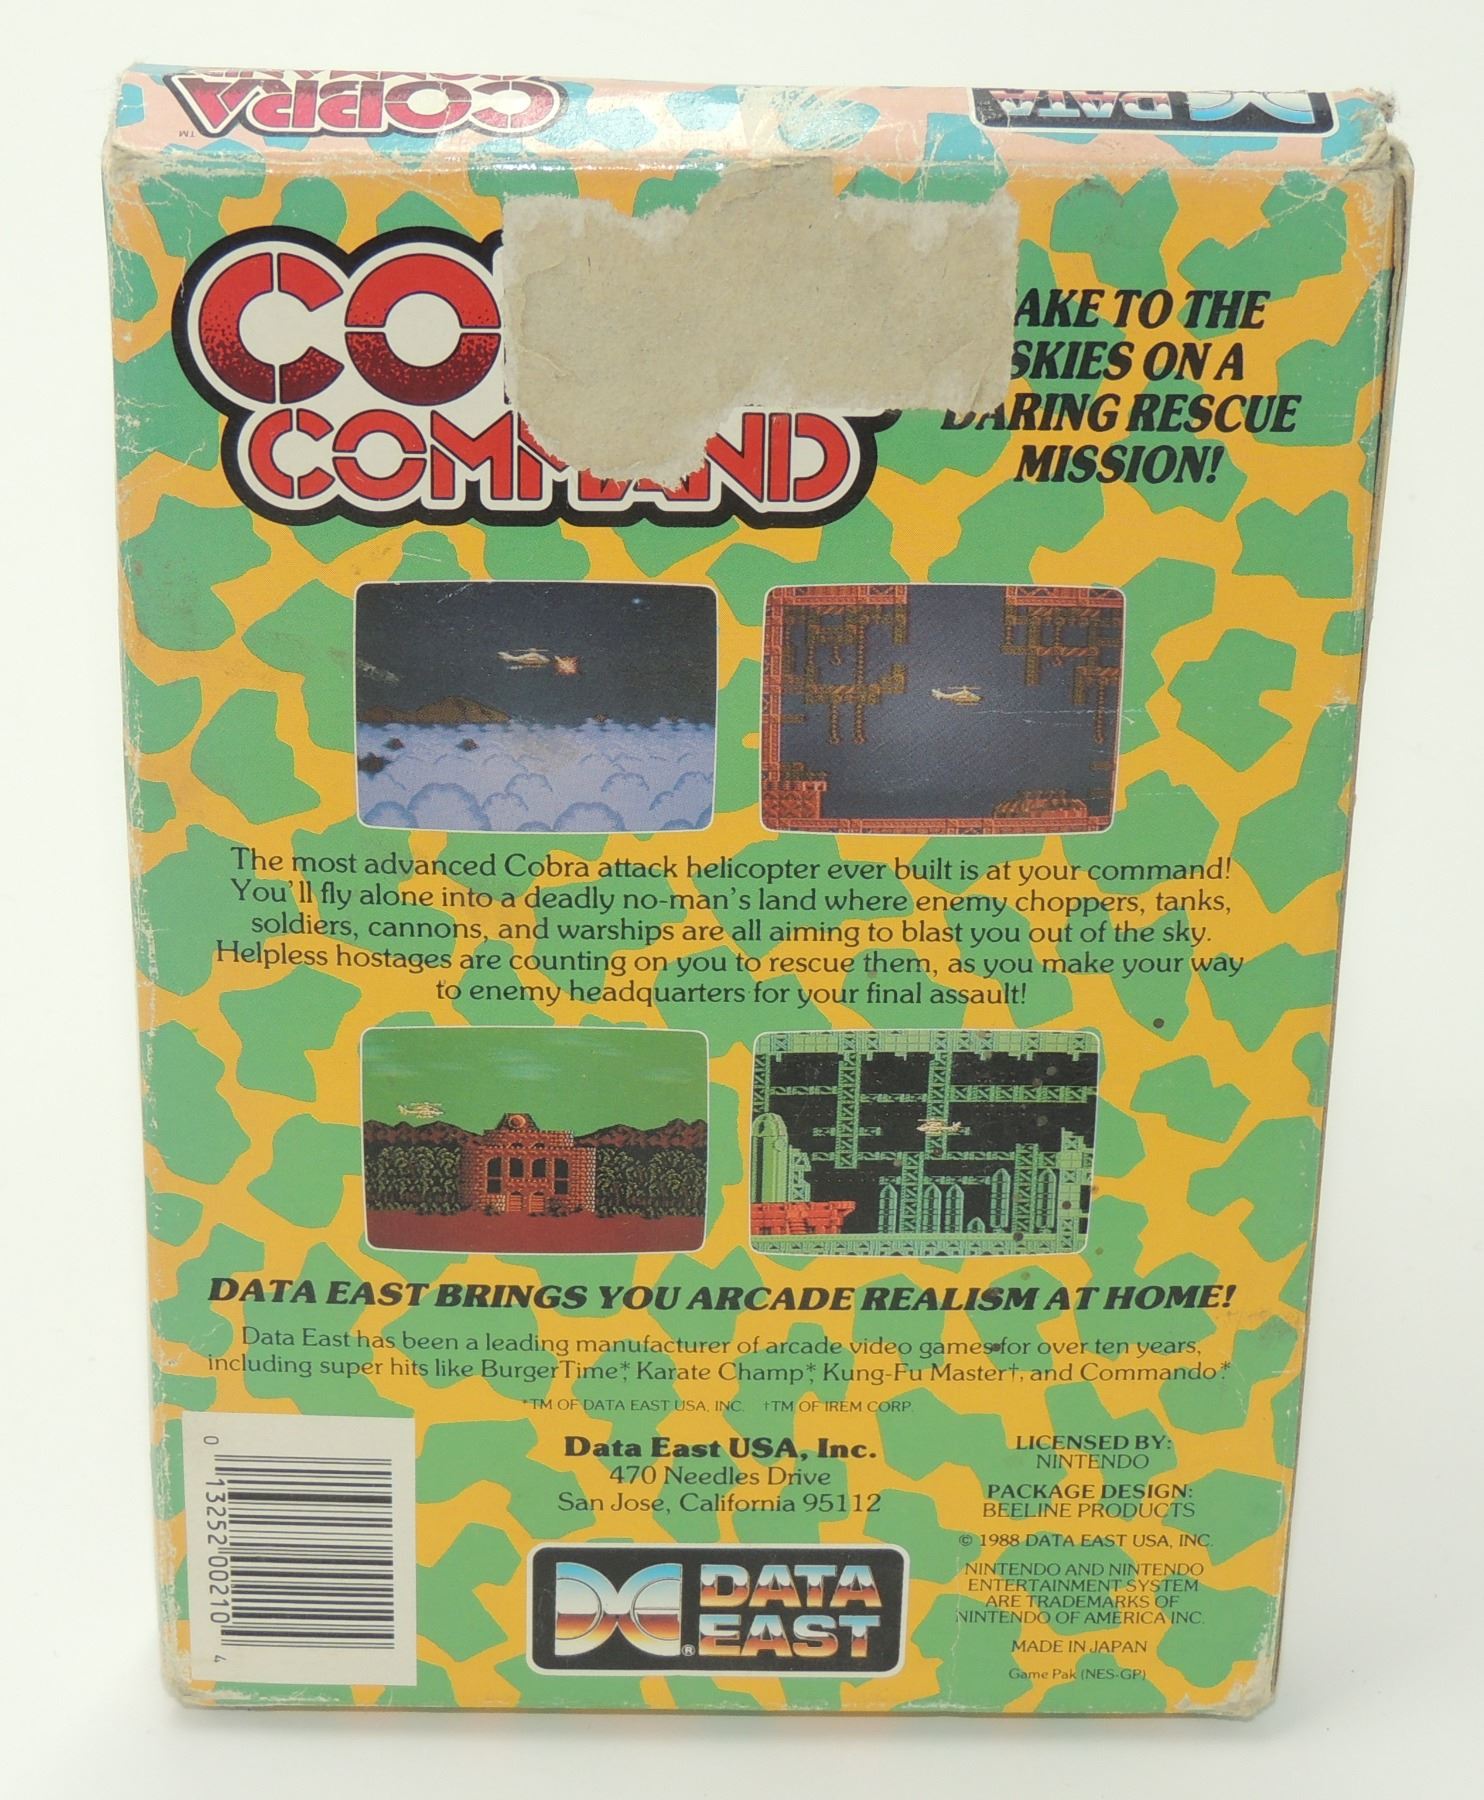 COBRA
™
DATA
CO
COMMAND
AKE TO THE
SKIES ON A
DARING RESCUE
MISSION!
The most advanced Cobra attack helicopter ever built is at your command!
You'll fly alone into a deadly no-man's land where enemy choppers, tanks,
soldiers, cannons, and warships are all aiming to blast you out of the sky.
Helpless hostages are counting on you to rescue them, as you make your way
to enemy headquarters for your final assault!
DATA EAST BRINGS YOU ARCADE REALISM AT HOME!
Data East has been a leading manufacturer of arcade video games for over ten years,
including super hits like BurgerTime*, Karate Champ*, Kung-Fu Master†, and Commando.*
*TM OF DATA EAST USA, INC. †TM OF IREM CORP.
Data East USA, Inc.
470 Needles Drive
San Jose, California 95112
DATA
EAST
®
LICENSED BY:
NINTENDO
PACKAGE DESIGN:
BEELINE PRODUCTS
© 1988 DATA EAST USA, INC.
NINTENDO AND NINTENDO
ENTERTAINMENT SYSTEM
ARE TRADEMARKS OF
NINTENDO OF AMERICA INC.
MADE IN JAPAN
Game Pak (NES-GP)
0 13252 00210 4